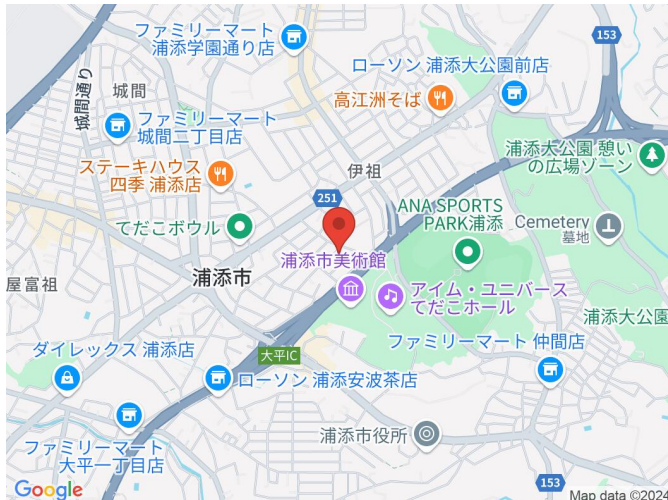 ファミリーマート
浦添学園通り店
153
城間通り
城間
ローソン 浦添大公園前店
高江洲そば
ファミリーマート
城間二丁目店
浦添大公園 憩い
の広場ゾーン
ステーキハウス
四季 浦添店
伊祖
251
ANA SPORTS
PARK浦添
Cemetery
墓地
てだこボウル
浦添市美術館
屋富祖
浦添市
アイム・ユニバース
てだこホール
浦添大公園
ダイレックス 浦添店
大平IC
ファミリーマート 仲間店
ローソン 浦添安波茶店
ファミリーマート
大平一丁目店
浦添市役所
153
Google
Map data ©2024